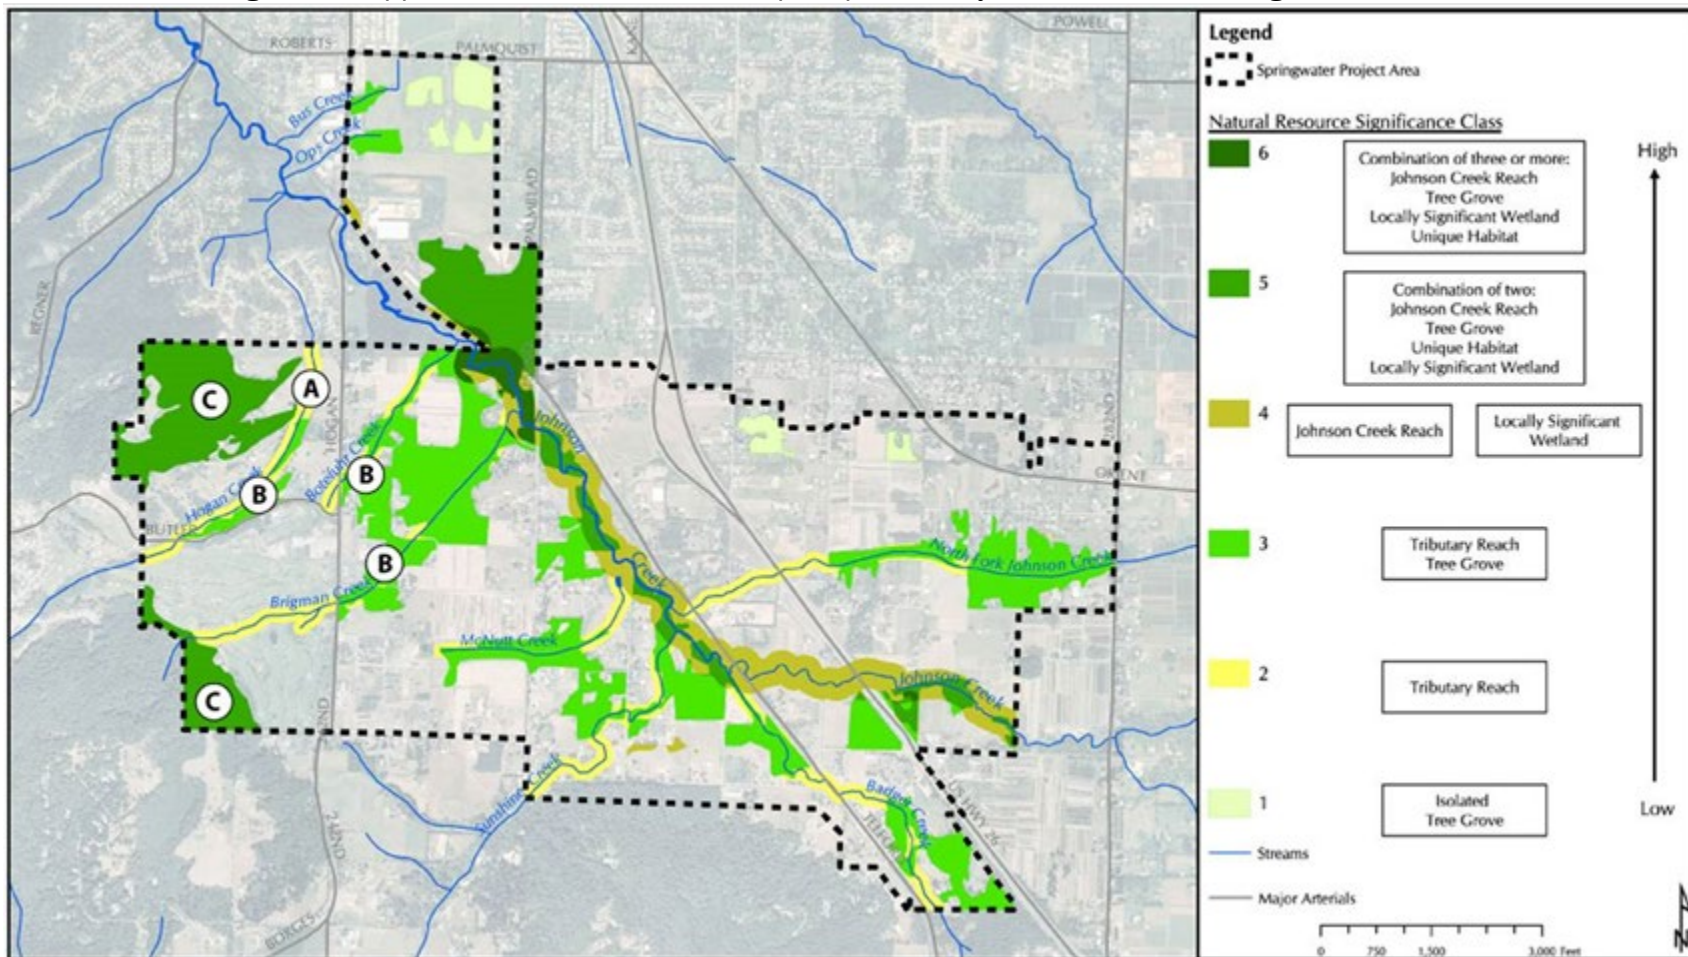 ROBERTS
PALMQUIST
KANE
POWELL
Bus Creek
Ops Creek
PALMBLAD
REGNER
C
A
HOGAN
Johnson
Botefuhr Creek
B
B
Hogan Creek
BUTLER
B
Brigman Creek
Creek
North Fork Johnson Creek
McNutt Creek
Johnson Creek
C
Sunshine Creek
Badger Creek
US HWY 26
BORGES
Legend
Springwater Project Area
Natural Resource Significance Class
6
Combination of three or more:
Johnson Creek Reach
Tree Grove
Locally Significant Wetland
Unique Habitat
High
5
Combination of two:
Johnson Creek Reach
Tree Grove
Unique Habitat
Locally Significant Wetland
4
Johnson Creek Reach
Locally Significant
Wetland
3
Tributary Reach
Tree Grove
2
Tributary Reach
1
Isolated
Tree Grove
Low
Streams
Major Arterials
0 750 1,500 3,000 Feet
N